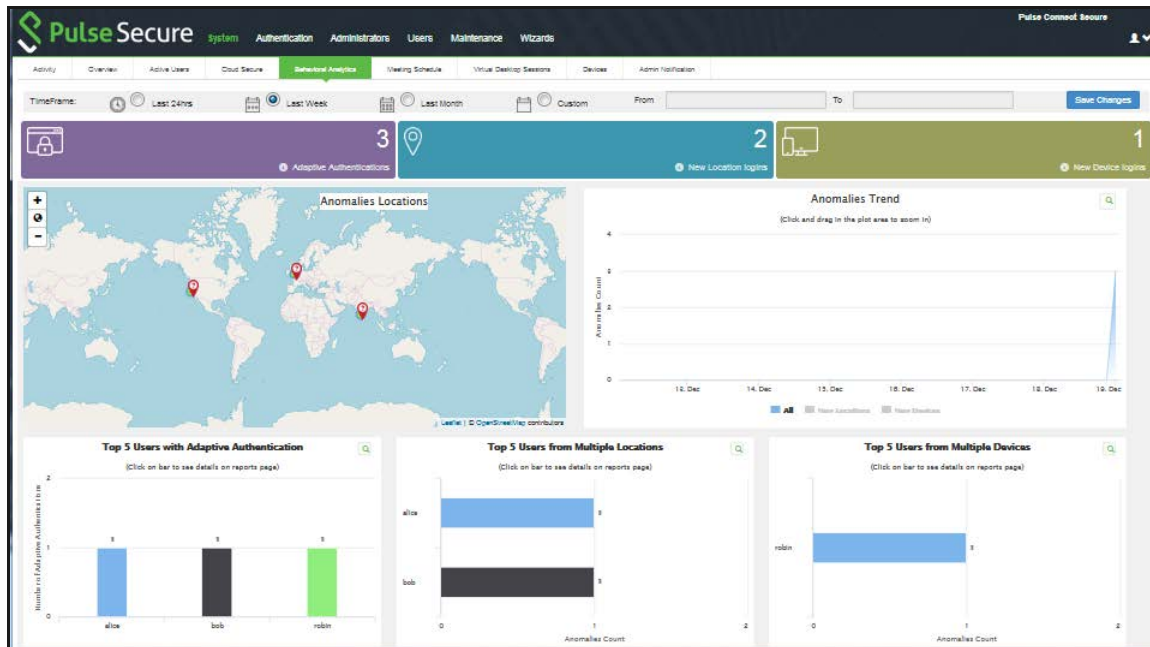 Pulse Connect Secure
Pulse Secure System Authentication Administrators Users Maintenance Wizards
Activity Overview Active Users Cloud Secure Behavioral Analytics Meeting Schedule Virtual Desktop Sessions Devices Admin Notification
TimeFrame: Last 24hrs Last Week Last Month Custom From To Save Changes
3 2 1
Adaptive Authentications New Location logins New Device logins
+
−
Anomalies Locations
Leaflet | © OpenStreetMap contributors
Anomalies Trend
(Click and drag in the plot area to zoom in)
Anomalies Count
4
3
2
1
0
14. Dec 15. Dec 16. Dec 17. Dec 18. Dec 19. Dec
All New Locations New Devices
Top 5 Users with Adaptive Authentication
(Click on bar to see details on reports page)
Number of Adaptive Authentications
2
1
0
alice bob robin
Top 5 Users from Multiple Locations
(Click on bar to see details on reports page)
alice
bob
0 1 2
Anomalies Count
Top 5 Users from Multiple Devices
(Click on bar to see details on reports page)
robin
0 1 2
Anomalies Count